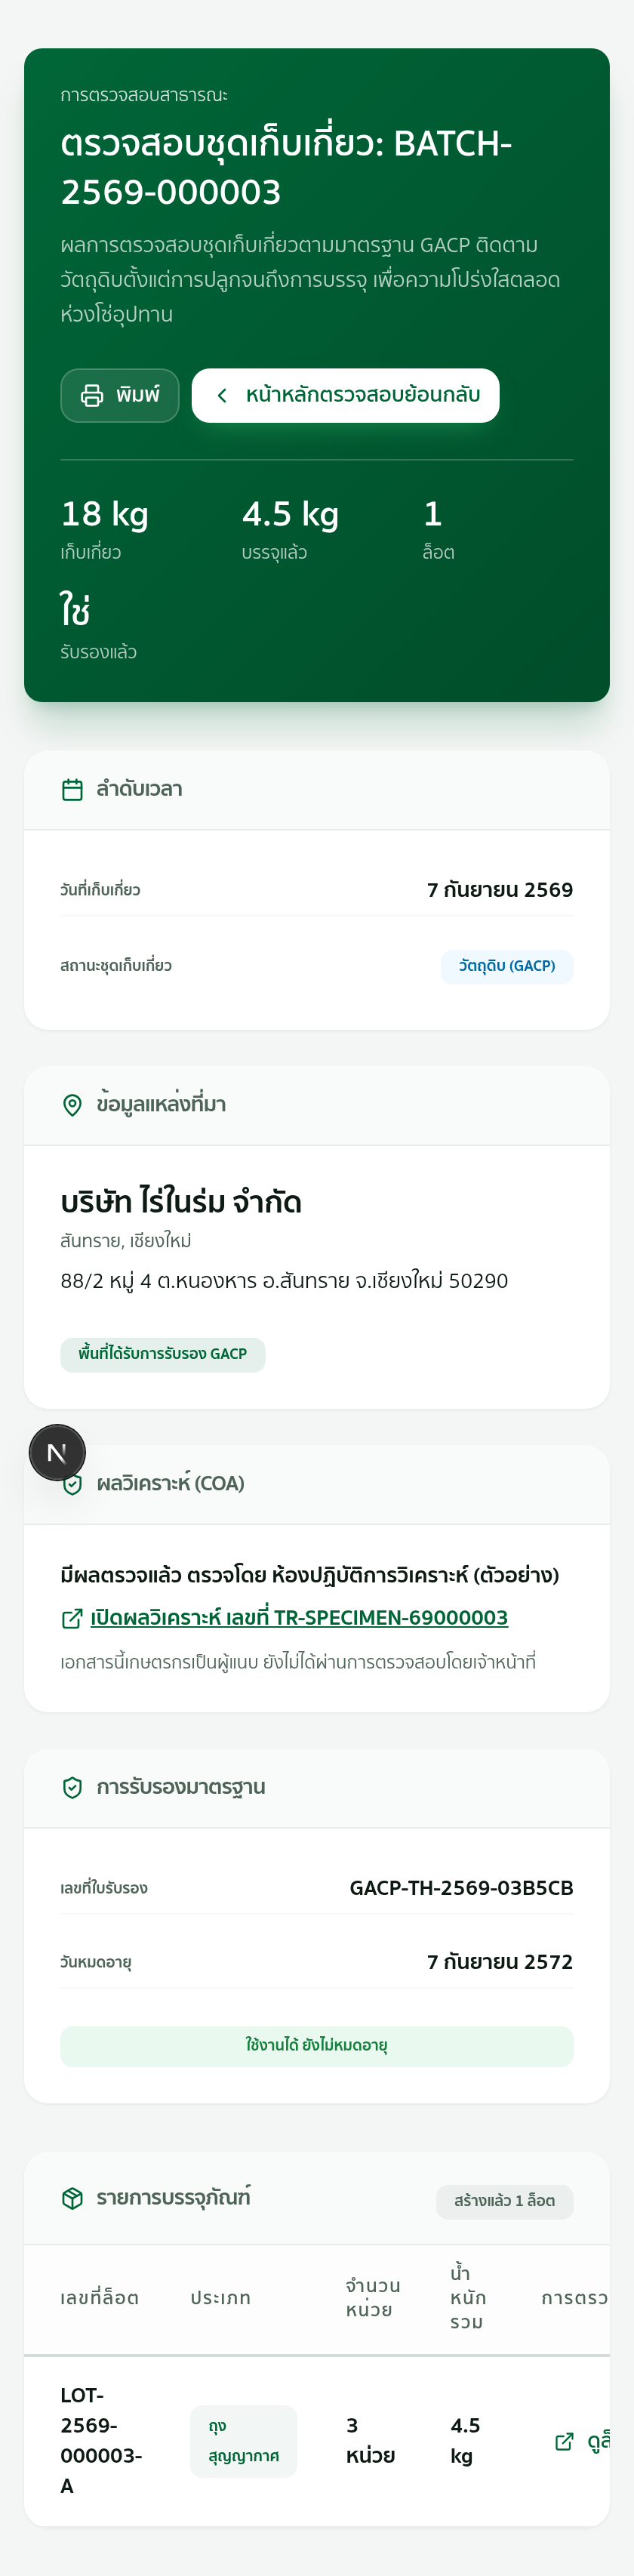 การตรวจสอบสาธารณะ
ตรวจสอบชุดเก็บเกี่ยว: BATCH-
2569-000003
ผลการตรวจสอบชุดเก็บเกี่ยวตามมาตรฐาน GACP ติดตาม
วัตถุดิบตั้งแต่การปลูกจนถึงการบรรจุ เพื่อความโปร่งใสตลอด
ห่วงโซ่อุปทาน
พิมพ์
หน้าหลักตรวจสอบย้อนกลับ
18 kg
4.5 kg
1
เก็บเกี่ยว
บรรจุแล้ว
ล็อต
ใช่
รับรองแล้ว
ลำดับเวลา
วันที่เก็บเกี่ยว
7 กันยายน 2569
สถานะชุดเก็บเกี่ยว
วัตถุดิบ (GACP)
ข้อมูลแหล่งที่มา
บริษัท ไร่ในร่ม จำกัด
สันทราย, เชียงใหม่
88/2 หมู่ 4 ต.หนองหาร อ.สันทราย จ.เชียงใหม่ 50290
พื้นที่ได้รับการรับรอง GACP
N
ผลวิเคราะห์ (COA)
มีผลตรวจแล้ว ตรวจโดย ห้องปฏิบัติการวิเคราะห์ (ตัวอย่าง)
เปิดผลวิเคราะห์ เลขที่ TR-SPECIMEN-69000003
เอกสารนี้เกษตรกรเป็นผู้แนบ ยังไม่ได้ผ่านการตรวจสอบโดยเจ้าหน้าที่
การรับรองมาตรฐาน
เลขที่ใบรับรอง
GACP-TH-2569-03B5CB
วันหมดอายุ
7 กันยายน 2572
ใช้งานได้ ยังไม่หมดอายุ
รายการบรรจุภัณฑ์
สร้างแล้ว 1 ล็อต
เลขที่ล็อต
ประเภท
จำนวน
หน่วย
น้ำ
หนัก
รวม
การตรว
LOT-
2569-
000003-
A
ถุง
สุญญากาศ
3
หน่วย
4.5
kg
ดูล็